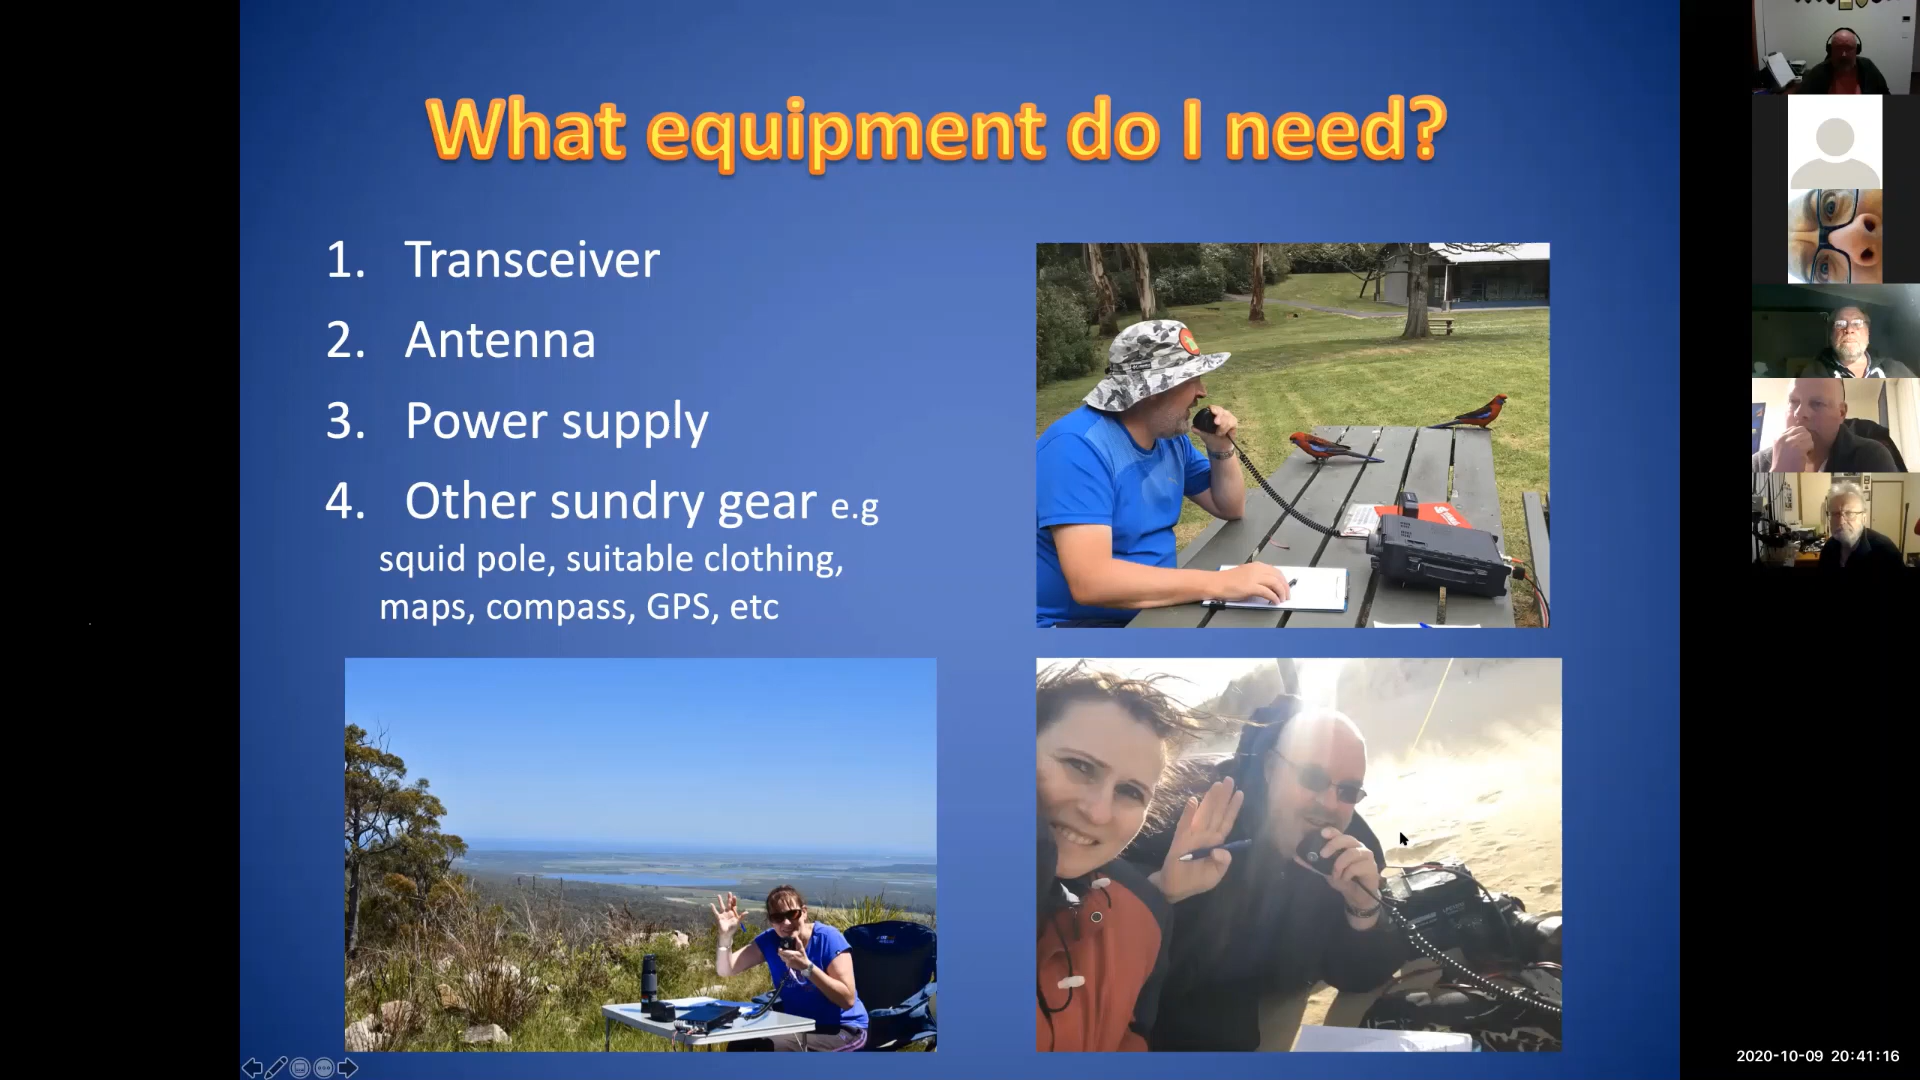 What equipment do I need?
1. Transceiver
2. Antenna
3. Power supply
4. Other sundry gear e.g
squid pole, suitable clothing,
maps, compass, GPS, etc
2020-10-09 20:41:16